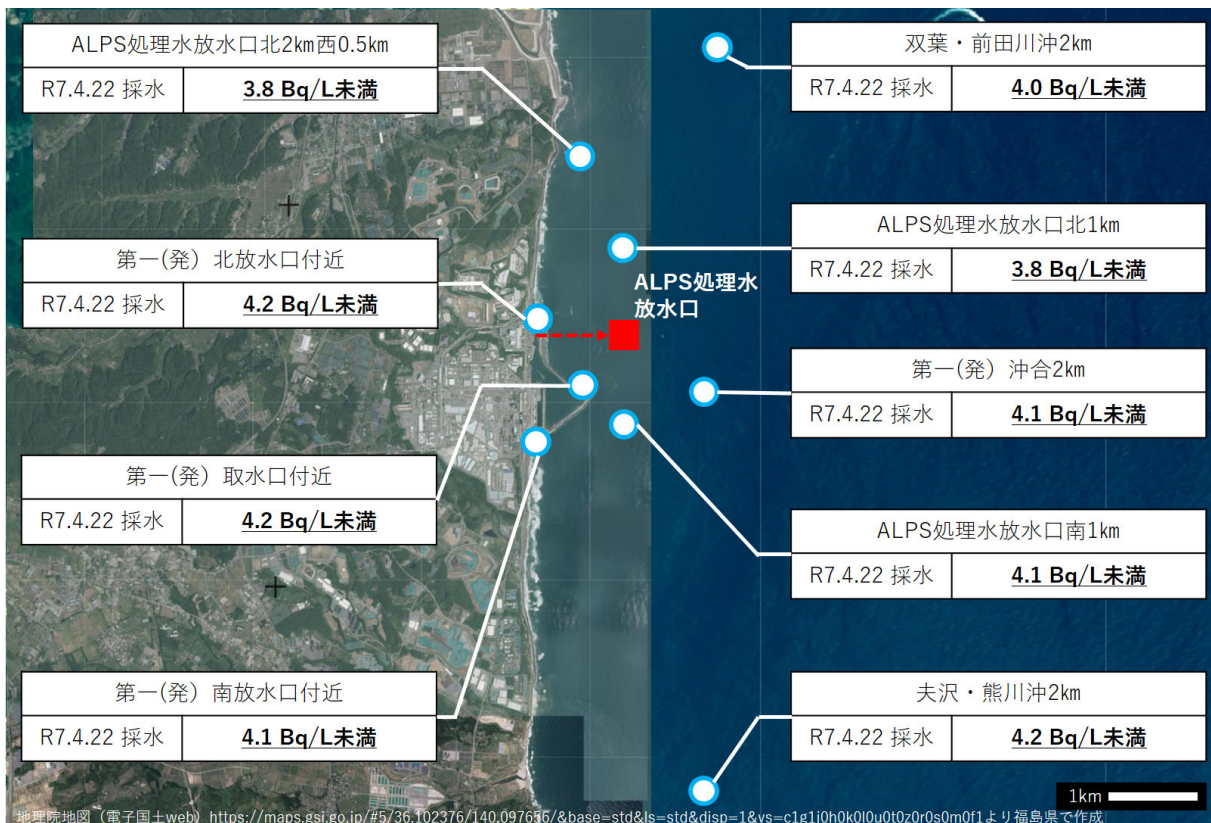 ALPS処理水放水口北2km西0.5km
R7.4.22 採水 3.8 Bq/L未満
双葉・前田川沖2km
R7.4.22 採水 4.0 Bq/L未満
ALPS処理水放水口北1km
R7.4.22 採水 3.8 Bq/L未満
第一(発) 北放水口付近
R7.4.22 採水 4.2 Bq/L未満
ALPS処理水
放水口
第一(発) 沖合2km
R7.4.22 採水 4.1 Bq/L未満
第一(発) 取水口付近
R7.4.22 採水 4.2 Bq/L未満
ALPS処理水放水口南1km
R7.4.22 採水 4.1 Bq/L未満
第一(発) 南放水口付近
R7.4.22 採水 4.1 Bq/L未満
夫沢・熊川沖2km
R7.4.22 採水 4.2 Bq/L未満
1km
地理院地図（電子国土web）https://maps.gsi.go.jp/#5/36.102376/140.097656/&base=std&ls=std&disp=1&vs=c1g1j0h0k0l0u0t0z0r0s0m0f1より福島県で作成